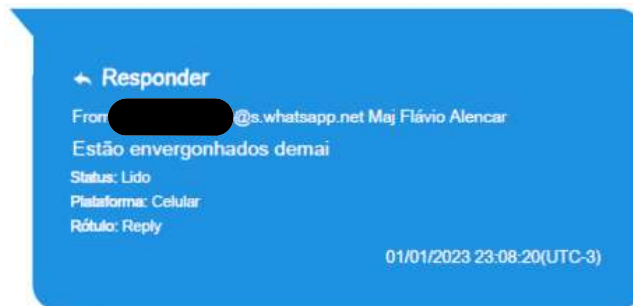 Responder
From @s.whatsapp.net Maj Flávio Alencar
Estão envergonhados demai
Status: Lido
Plataforma: Celular
Rótulo: Reply
01/01/2023 23:08:20(UTC-3)